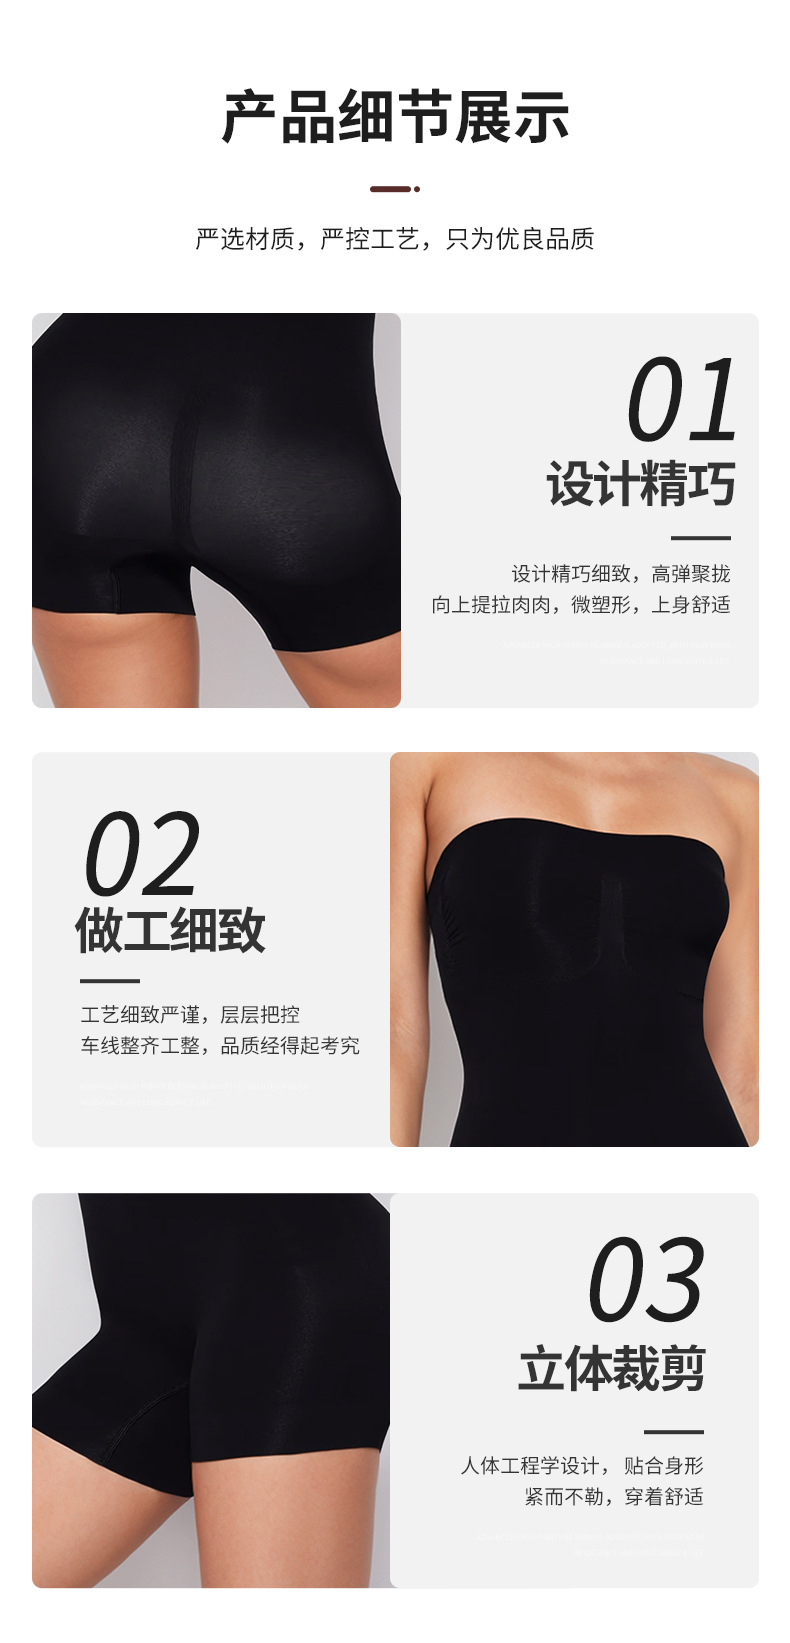 产品细节展示
严选材质，严控工艺，只为优良品质
01
设计精巧
设计精巧细致，高弹聚拢
向上提拉肉肉，微塑形，上身舒适
02
做工细致
工艺细致严谨，层层把控
车线整齐工整，品质经得起考究
03
立体裁剪
人体工程学设计， 贴合身形
紧而不勒，穿着舒适